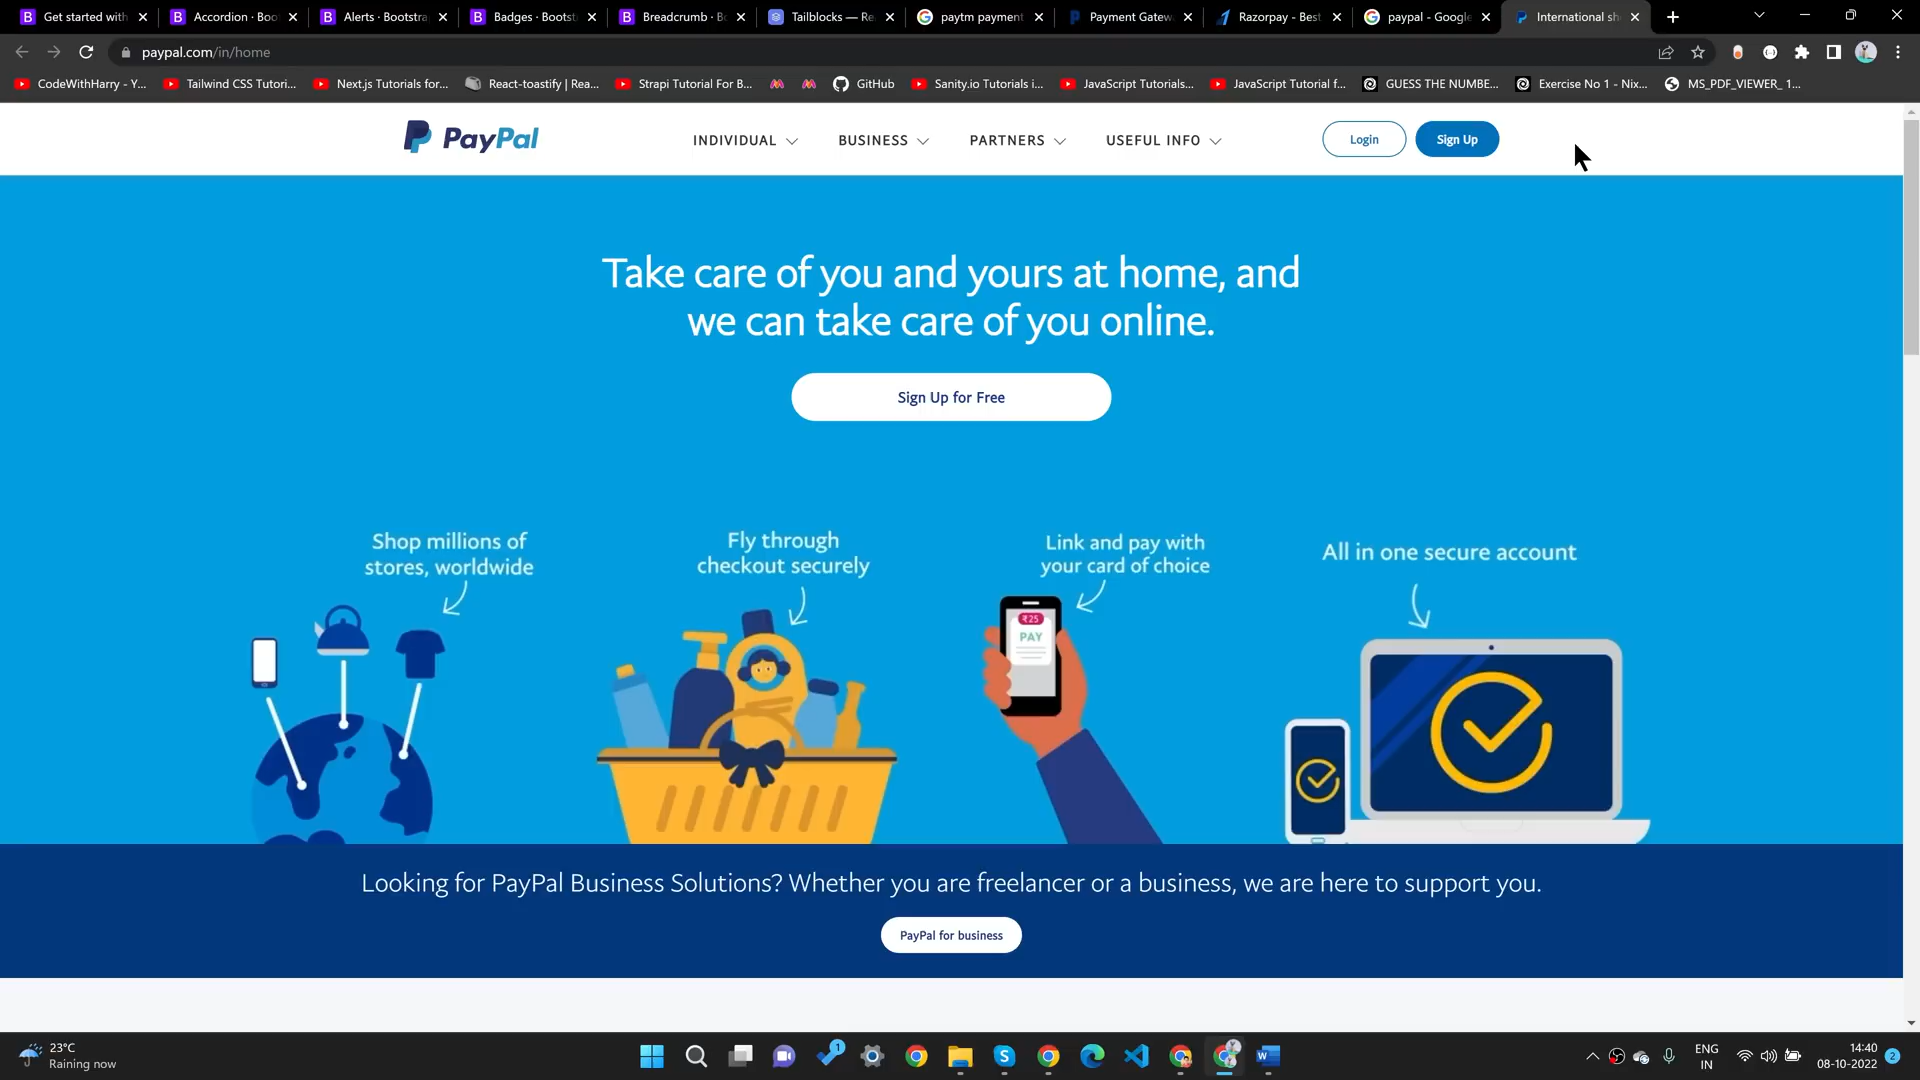 Get started with
Accordion · Boo
Alerts · Bootstra
Badges · Bootst
Breadcrumb · B
Tailblocks — Re
paytm payment
Payment Gatew
Razorpay - Best
paypal - Google
International sh
paypal.com/in/home
CodeWithHarry - Y...
Tailwind CSS Tutori...
Next.js Tutorials for...
React-toastify | Rea...
Strapi Tutorial For B...
GitHub
Sanity.io Tutorials i...
JavaScript Tutorials...
JavaScript Tutorial f...
GUESS THE NUMBE...
Exercise No 1 - Nix...
MS_PDF_VIEWER_ 1...
PayPal
INDIVIDUAL
BUSINESS
PARTNERS
USEFUL INFO
Login
Sign Up
Take care of you and yours at home, and
we can take care of you online.
Sign Up for Free
Shop millions of
stores, worldwide
Fly through
checkout securely
Link and pay with
your card of choice
All in one secure account
₹25
PAY
Looking for PayPal Business Solutions? Whether you are freelancer or a business, we are here to support you.
PayPal for business
23°C
Raining now
1
ENG
IN
14:40
08-10-2022
2